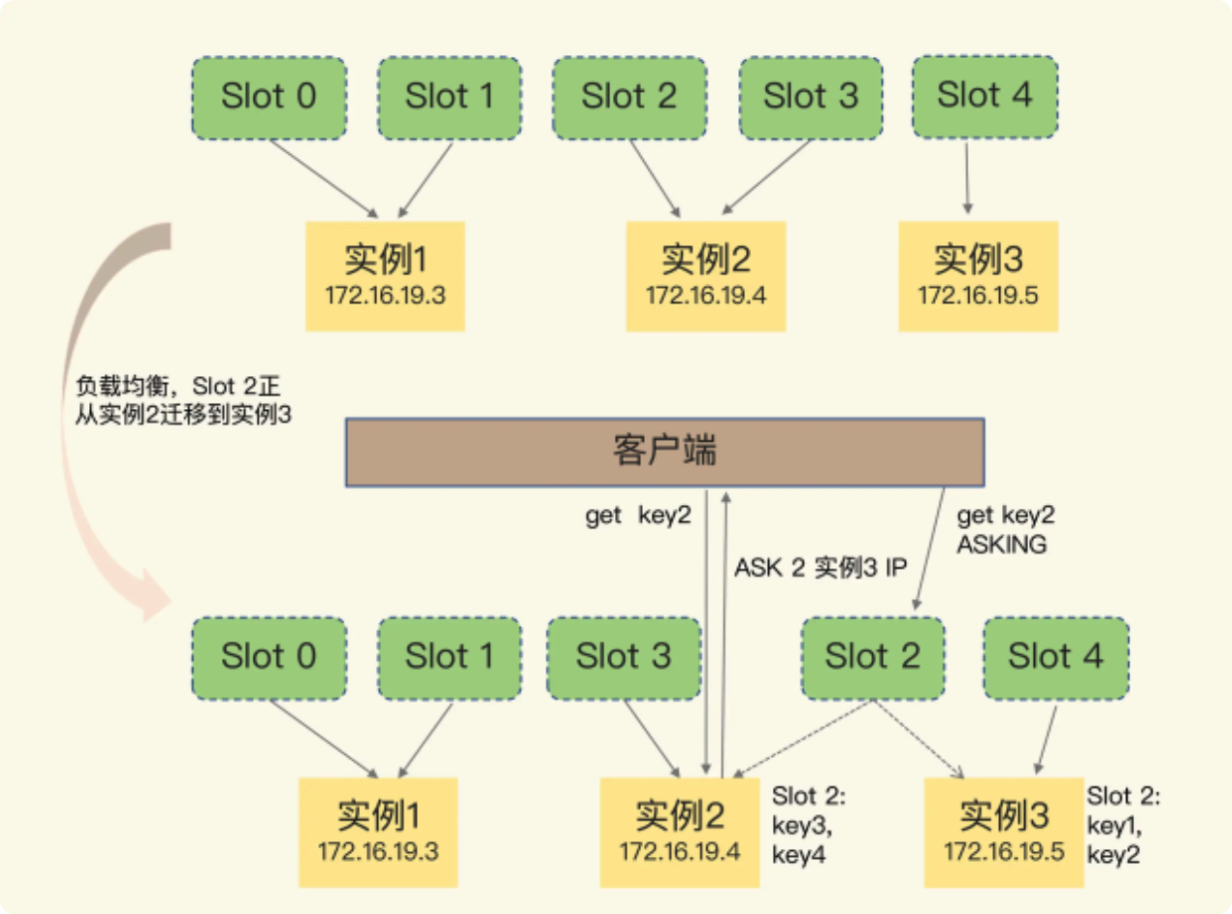 Slot 0
Slot 1
Slot 2
Slot 3
Slot 4
实例1
172.16.19.3
实例2
172.16.19.4
实例3
172.16.19.5
负载均衡，Slot 2正
从实例2迁移到实例3
客户端
get key2
ASK 2 实例3 IP
get key2
ASKING
Slot 0
Slot 1
Slot 3
Slot 2
Slot 4
实例1
172.16.19.3
实例2
172.16.19.4
Slot 2:
key3,
key4
实例3
172.16.19.5
Slot 2:
key1,
key2